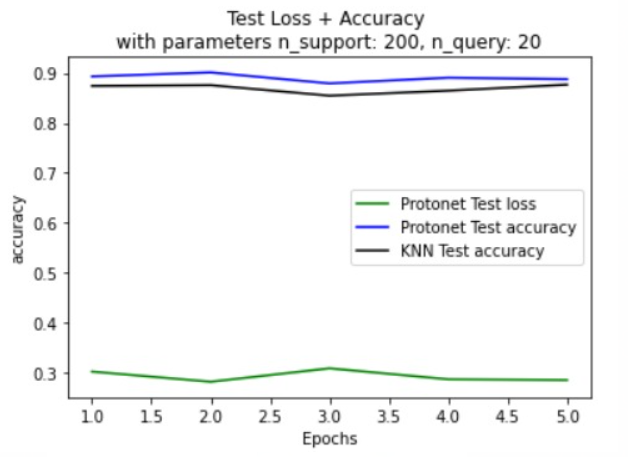 Test Loss + Accuracy
with parameters n_support: 200, n_query: 20
accuracy
0.9
0.8
0.7
0.6
0.5
0.4
0.3
Protonet Test loss
Protonet Test accuracy
KNN Test accuracy
1.0 1.5 2.0 2.5 3.0 3.5 4.0 4.5 5.0
Epochs